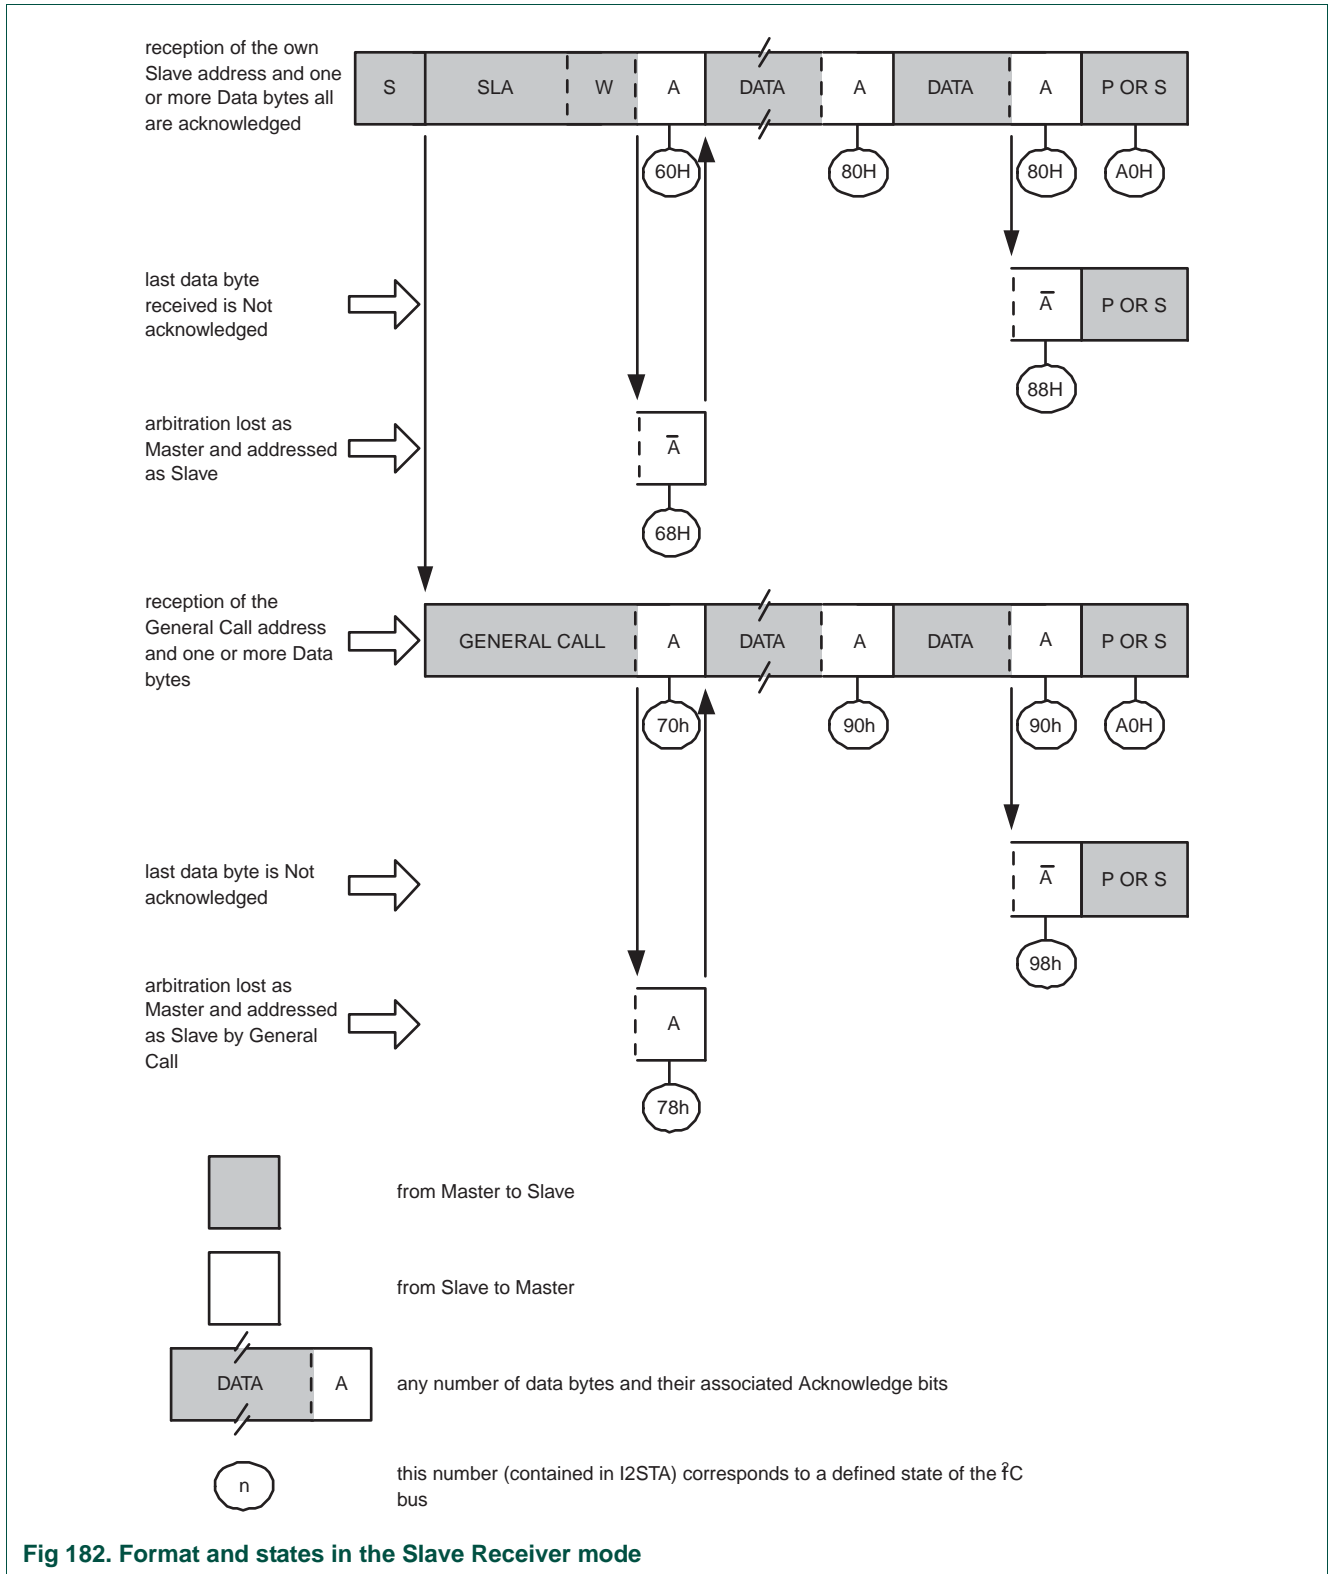 reception of the own
Slave address and one
or more Data bytes all
are acknowledged
S SLA W A DATA A DATA A P OR S
60H 80H 80H A0H
last data byte
received is Not
acknowledged
A̅ P OR S
88H
arbitration lost as
Master and addressed
as Slave
A̅
68H
reception of the
General Call address
and one or more Data
bytes
GENERAL CALL A DATA A DATA A P OR S
70h 90h 90h A0H
last data byte is Not
acknowledged
A̅ P OR S
98h
arbitration lost as
Master and addressed
as Slave by General
Call
A
78h
from Master to Slave
from Slave to Master
DATA A any number of data bytes and their associated Acknowledge bits
n this number (contained in I2STA) corresponds to a defined state of the I²C
bus
Fig 182. Format and states in the Slave Receiver mode